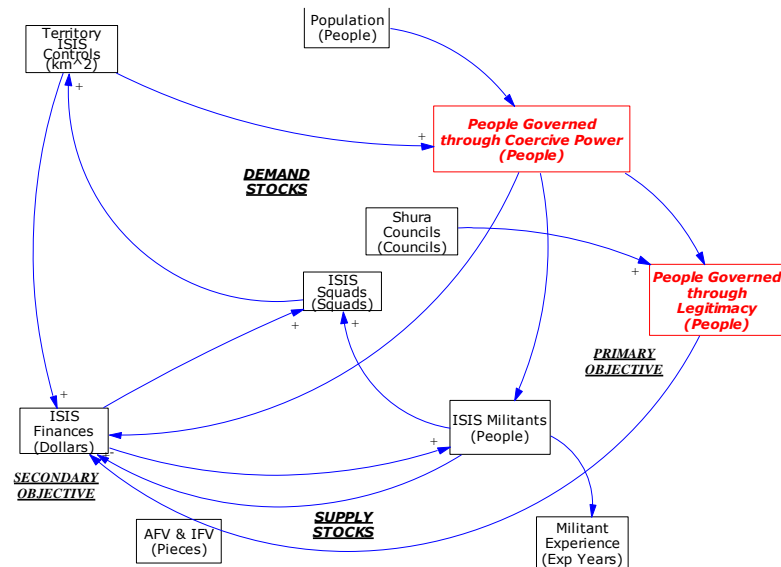 Population
(People)
Territory
ISIS
Controls
(km^2)
+
People Governed
through Coercive Power
(People)
+
DEMAND
STOCKS
Shura
Councils
(Councils)
+
People Governed
through
Legitimacy
(People)
ISIS
Squads
(Squads)
+
+
PRIMARY
OBJECTIVE
+
ISIS
Finances
(Dollars)
-
+
ISIS Militants
(People)
SECONDARY
OBJECTIVE
AFV & IFV
(Pieces)
SUPPLY
STOCKS
Militant
Experience
(Exp Years)